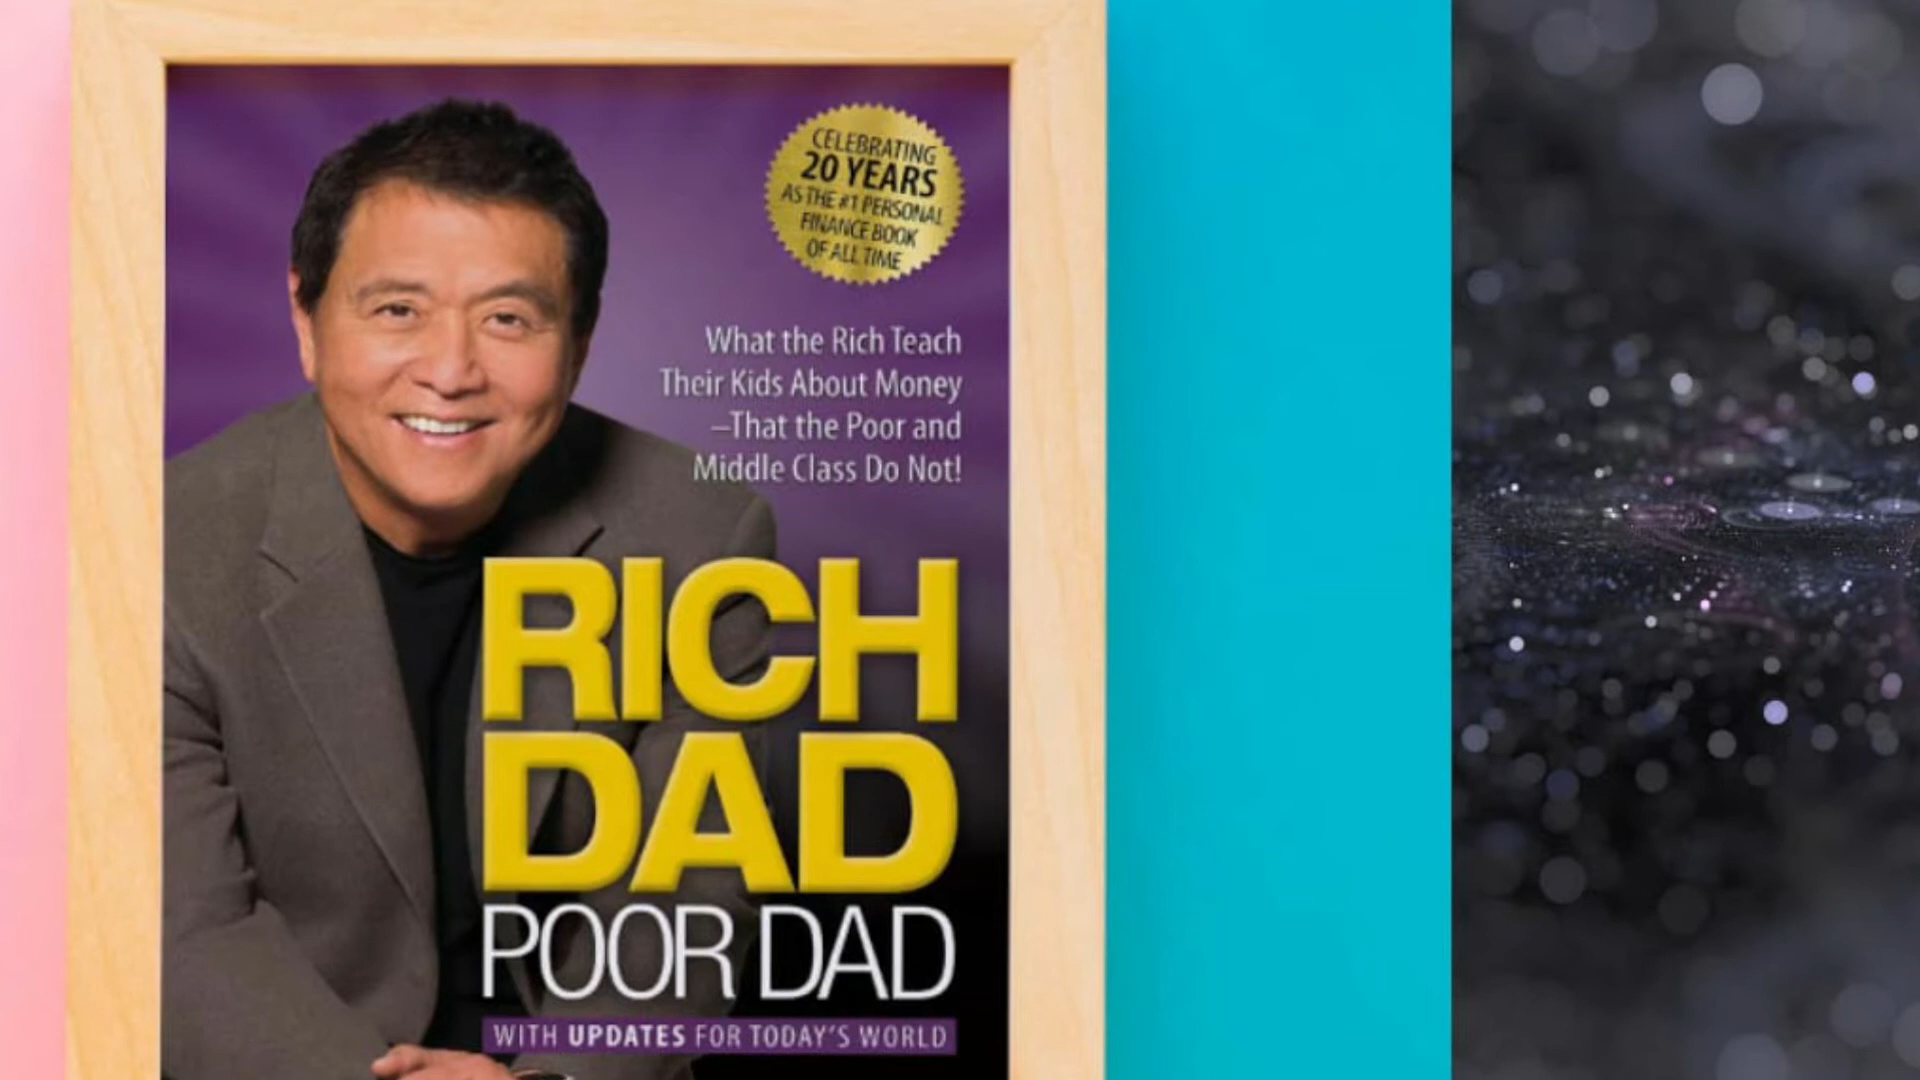 CELEBRATING
20 YEARS
AS THE #1 PERSONAL
FINANCE BOOK
OF ALL TIME
What the Rich Teach
Their Kids About Money
–That the Poor and
Middle Class Do Not!
RICH
DAD
POOR DAD
WITH UPDATES FOR TODAY'S WORLD